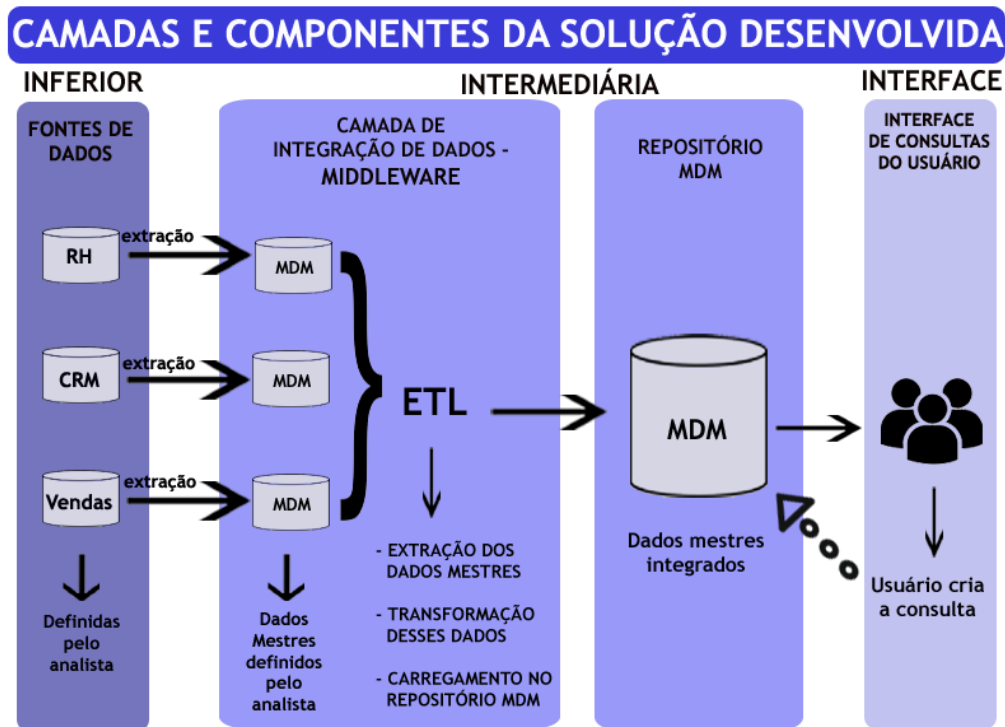 CAMADAS E COMPONENTES DA SOLUÇÃO DESENVOLVIDA
INFERIOR
INTERMEDIÁRIA
INTERFACE
FONTES DE
DADOS
CAMADA DE
INTEGRAÇÃO DE DADOS -
MIDDLEWARE
REPOSITÓRIO
MDM
INTERFACE
DE CONSULTAS
DO USUÁRIO
RH
extração
MDM
CRM
extração
MDM
Vendas
extração
MDM
ETL
MDM
Definidas
pelo
analista
Dados
Mestres
definidos
pelo
analista
- EXTRAÇÃO DOS
DADOS MESTRES
- TRANSFORMAÇÃO
DESSES DADOS
- CARREGAMENTO NO
REPOSITÓRIO MDM
Dados mestres
integrados
Usuário cria
a consulta